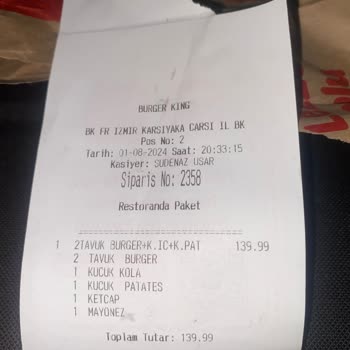 BURGER KING
BK FR IZMIR KARSIYAKA CARSI IL BK
Pos No: 2
Tarih: 01-08-2024 Saat: 20:33:15
Kasiyer: SUDENAZ USAR
Siparis No: 2358
Restoranda Paket
1 2TAVUK BURGER+K.IC+K.PAT 139.99
2 TAVUK BURGER
1 KUCUK KOLA
1 KUCUK PATATES
1 KETCAP
1 MAYONEZ
Toplam Tutar: 139.99